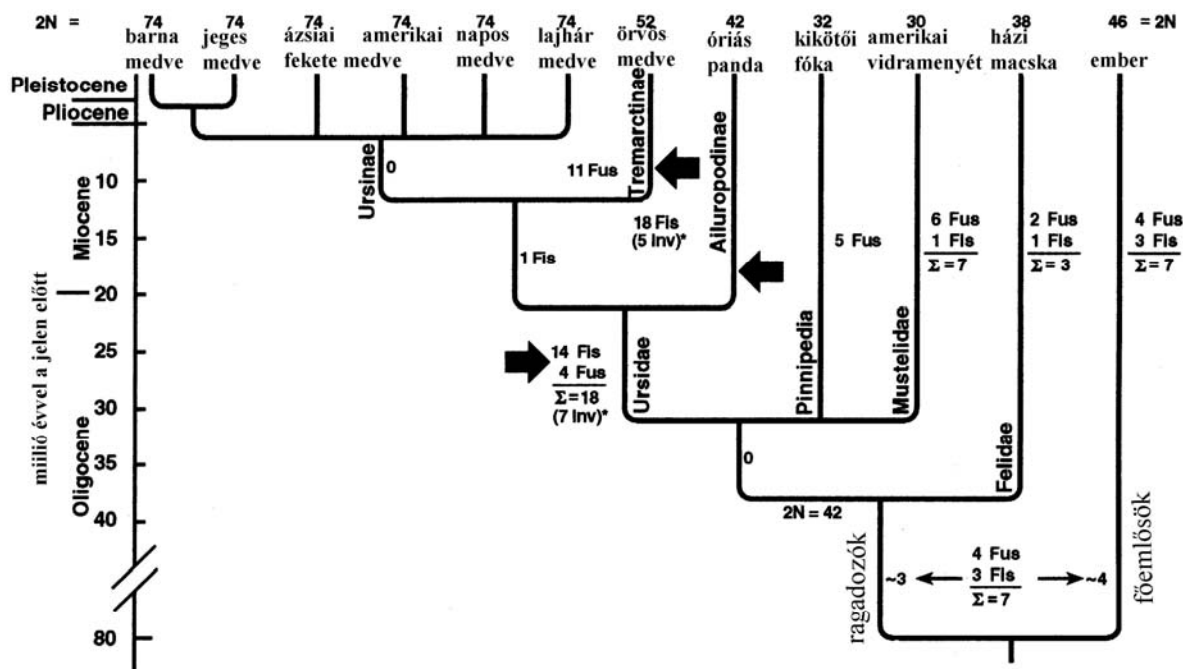 2N = 74 74 74 74 74 74 52 42 32 30 38 46 = 2N
barna jeges ázsiai amerikai napos lajhár örvös óriás kikötői amerikai házi
medve medve fekete medve medve medve medve panda fóka vidramenyét macska ember
Pleistocene
Pliocene
Miocene
Oligocene
millió évvel a jelen előtt
10
15
20
25
30
35
40
80
Ursinae
0
11 Fus
Tremarctinae
18 Fis
(5 Inv)*
Ailuropodinae
1 Fis
14 Fis
4 Fus
Σ=18
(7 Inv)*
Ursidae
5 Fus
Pinnipedia
6 Fus
1 Fis
Σ=7
Mustelidae
2 Fus
1 Fis
Σ=3
Felidae
4 Fus
3 Fis
Σ=7
0
2N = 42
ragadozók
~3
4 Fus
3 Fis
Σ=7
~4
főemlősök